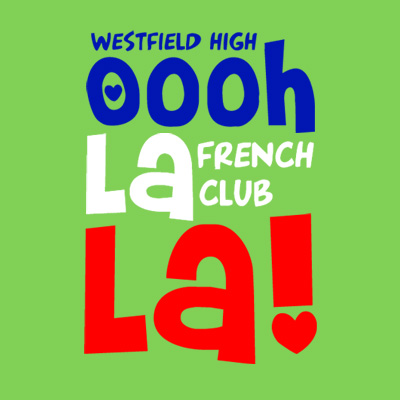 WESTFIELD HIGH
oooh
La FRENCH
CLUB
La!